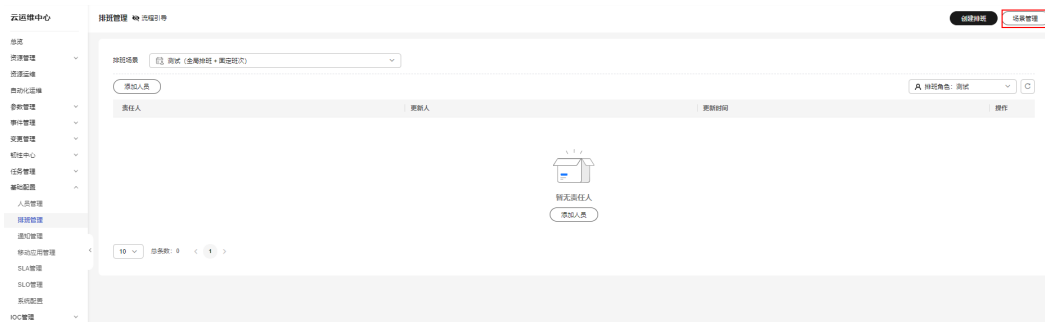 云运维中心
排班管理 流程引导
创建排班
场景管理
总览
资源管理
资源运维
自动化运维
参数管理
事件管理
变更管理
韧性中心
任务管理
基础配置
人员管理
排班管理
通知管理
移动应用管理
SLA管理
SLO管理
系统配置
IOC管理
排班场景 测试（全局排班 + 固定班次）
添加人员
排班角色：测试
责任人 更新人 更新时间 操作
暂无责任人
添加人员
10 总条数：0 < 1 >